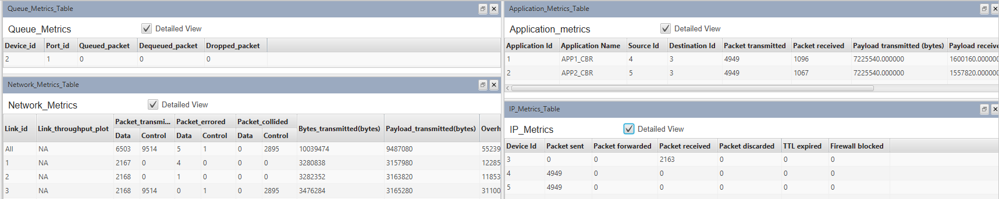 Queue_Metrics_Table
Queue_Metrics Detailed View
Device_id Port_id Queued_packet Dequeued_packet Dropped_packet
2 1 0 0 0
Network_Metrics_Table
Network_Metrics Detailed View
Link_id Link_throughput_plot Packet_transmi... Packet_errored Packet_collided Bytes_transmitted(bytes) Payload_transmitted(bytes) Overh
Data Control Data Control Data Control
All NA 6503 9514 5 1 0 2895 10039474 9487080 55239
1 NA 2167 0 4 0 0 0 3280838 3157980 12285
2 NA 2168 0 1 0 0 0 3282352 3163820 11853
3 NA 2168 9514 0 1 0 2895 3476284 3165280 31100
Application_Metrics_Table
Application_metrics Detailed View
Application Id Application Name Source Id Destination Id Packet transmitted Packet received Payload transmitted (bytes) Payload receive
1 APP1_CBR 4 3 4949 1096 7225540.000000 1600160.000000
2 APP2_CBR 5 3 4949 1067 7225540.000000 1557820.000000
IP_Metrics_Table
IP_Metrics Detailed View
Device Id Packet sent Packet forwarded Packet received Packet discarded TTL expired Firewall blocked
3 0 0 2163 0 0 0
4 4949 0 0 0 0 0
5 4949 0 0 0 0 0